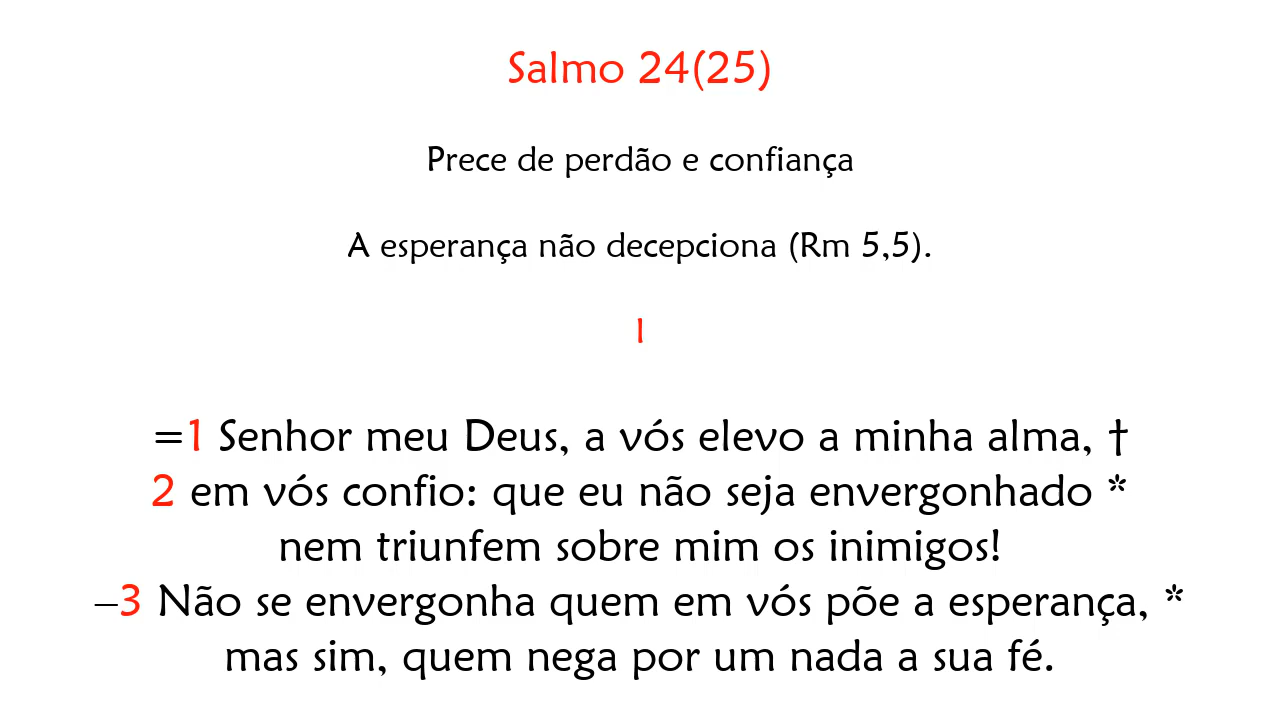 Salmo 24(25)
Prece de perdão e confiança
A esperança não decepciona (Rm 5,5).
I
=1 Senhor meu Deus, a vós elevo a minha alma, †
2 em vós confio: que eu não seja envergonhado *
nem triunfem sobre mim os inimigos!
–3 Não se envergonha quem em vós põe a esperança, *
mas sim, quem nega por um nada a sua fé.